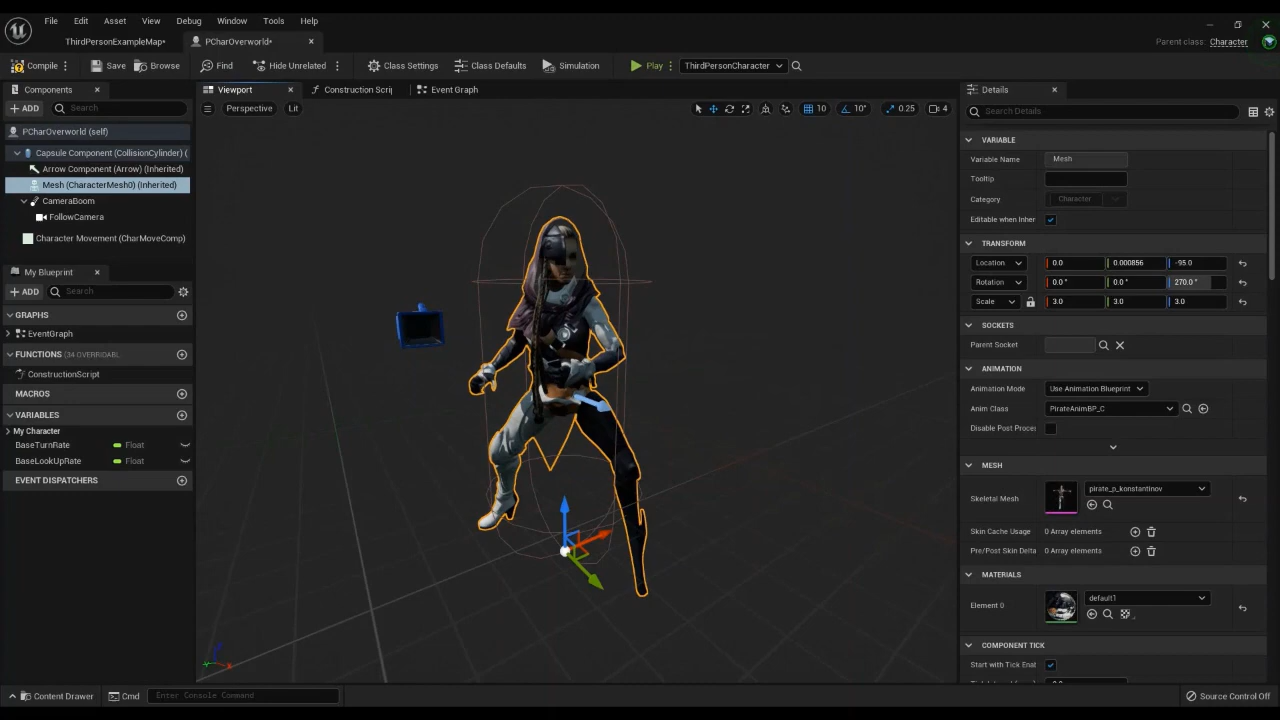 File Edit Asset View Debug Window Tools Help
ThirdPersonExampleMap* PCharOverworld*
Parent class: Character
Compile Save Browse Find Hide Unrelated Class Settings Class Defaults Simulation Play ThirdPersonCharacter
Components
ADD Search
PCharOverworld (self)
Capsule Component (CollisionCylinder) (
Arrow Component (Arrow) (Inherited)
Mesh (CharacterMesh0) (Inherited)
CameraBoom
FollowCamera
Character Movement (CharMoveComp)
My Blueprint
ADD Search
GRAPHS
EventGraph
FUNCTIONS (34 OVERRIDABL
ConstructionScript
MACROS
VARIABLES
My Character
BaseTurnRate Float
BaseLookUpRate Float
EVENT DISPATCHERS
Viewport Construction Scrip Event Graph
Perspective Lit
10 10° 0.25 4
Details
Search Details
VARIABLE
Variable Name Mesh
Tooltip
Category Character
Editable when Inher
TRANSFORM
Location 0.0 0.000856 -95.0
Rotation 0.0 ° 0.0 ° 270.0 °
Scale 3.0 3.0 3.0
SOCKETS
Parent Socket
ANIMATION
Animation Mode Use Animation Blueprint
Anim Class PirateAnimBP_C
Disable Post Proces
MESH
Skeletal Mesh pirate_p_konstantinov
Skin Cache Usage 0 Array elements
Pre/Post Skin Delta 0 Array elements
MATERIALS
Element 0 default1
COMPONENT TICK
Start with Tick Enat
Content Drawer Cmd Enter Console Command
Source Control Off